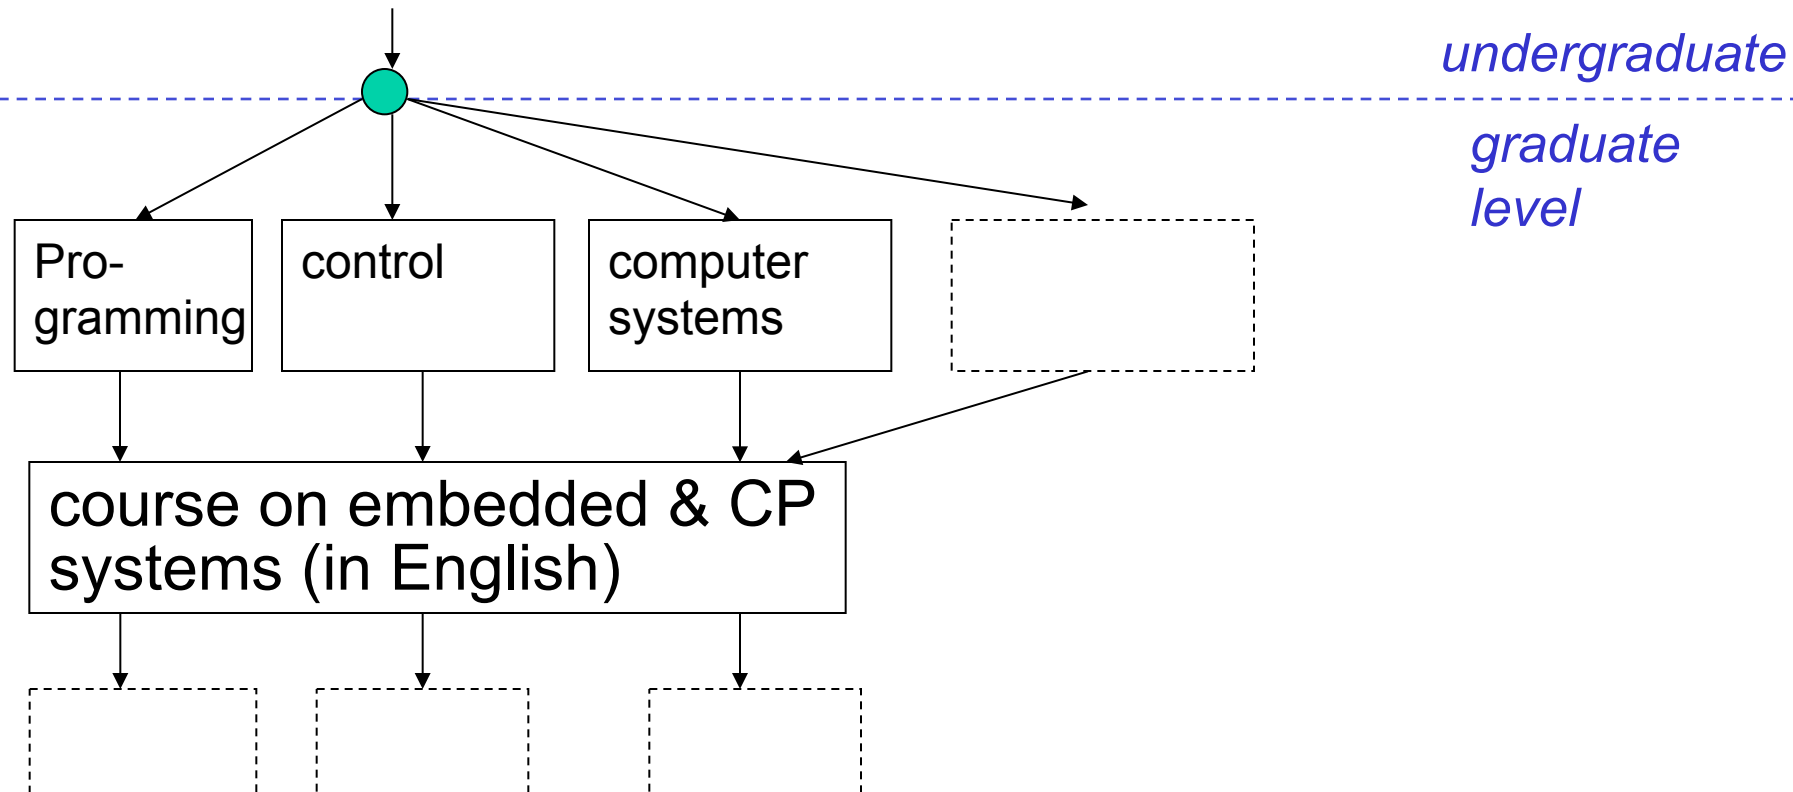 undergraduate
graduate
level
Pro-
gramming
control
computer
systems
course on embedded & CP
systems (in English)